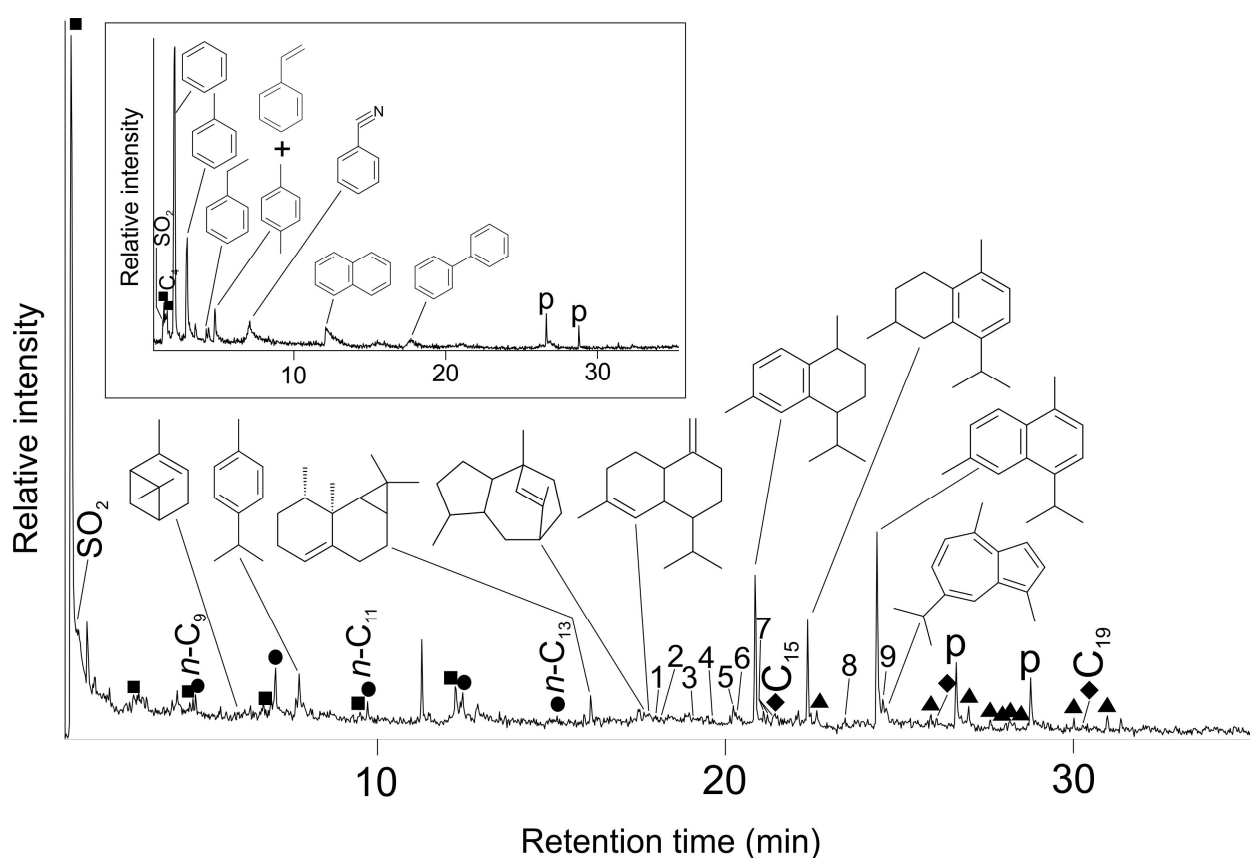 Relative intensity
SO₂
C₄
+
N
p
p
10
20
30
Relative intensity
SO₂
n-C₉
n-C₁₁
n-C₁₃
1
2
3
4
5
6
7
C₁₅
8
9
p
p
C₁₉
10
20
30
Retention time (min)